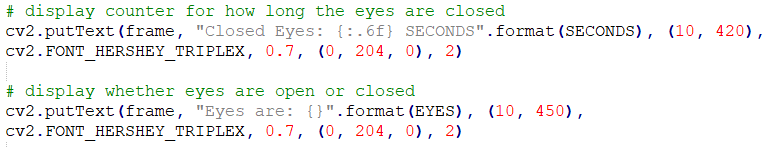 # display counter for how long the eyes are closed
cv2.putText(frame, "Closed Eyes: {:.6f} SECONDS".format(SECONDS), (10, 420),
cv2.FONT_HERSHEY_TRIPLEX, 0.7, (0, 204, 0), 2)
# display whether eyes are open or closed
cv2.putText(frame, "Eyes are: {}".format(EYES), (10, 450),
cv2.FONT_HERSHEY_TRIPLEX, 0.7, (0, 204, 0), 2)